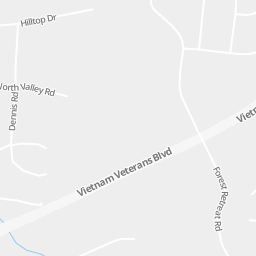 Hilltop Dr
North Valley Rd
Dennis Rd
Vietnam Veterans Blvd
Forest Retreat Rd